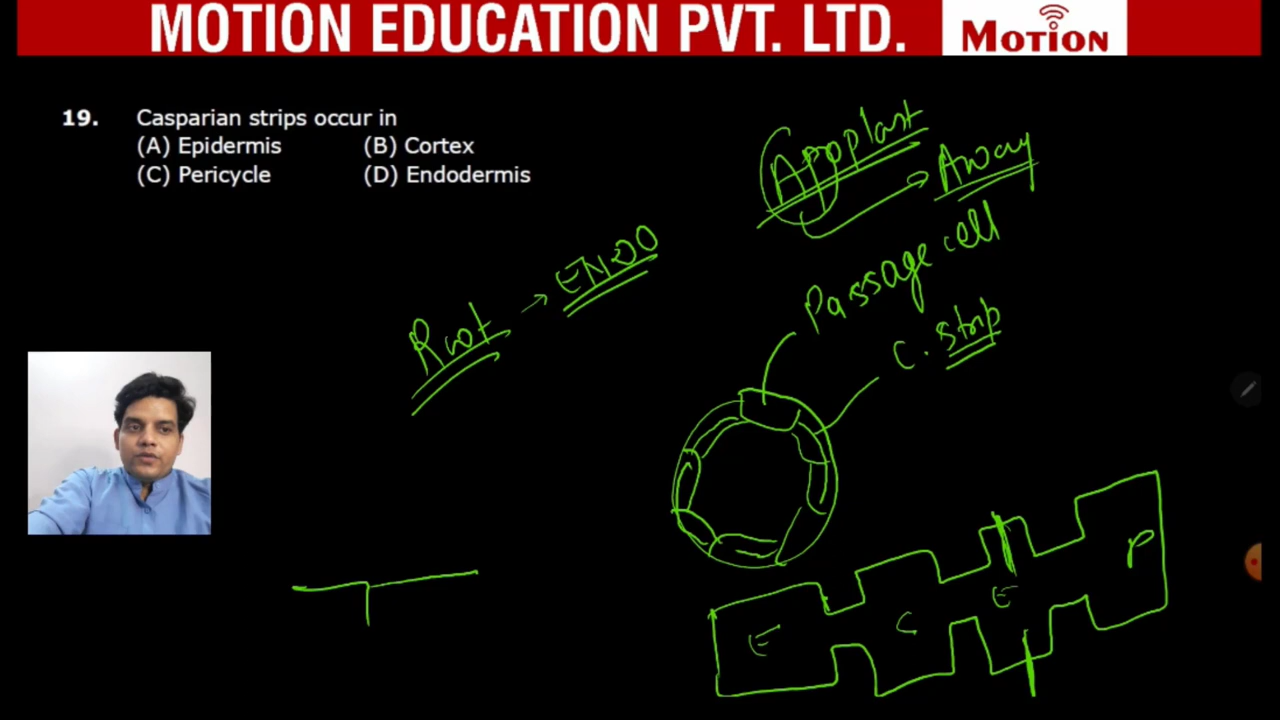 MOTION EDUCATION PVT. LTD.
MOTION
19. Casparian strips occur in
(A) Epidermis (B) Cortex
(C) Pericycle (D) Endodermis
Apoplast
Away
Passage cell
C. Strip
Root → ENDO
E C E P